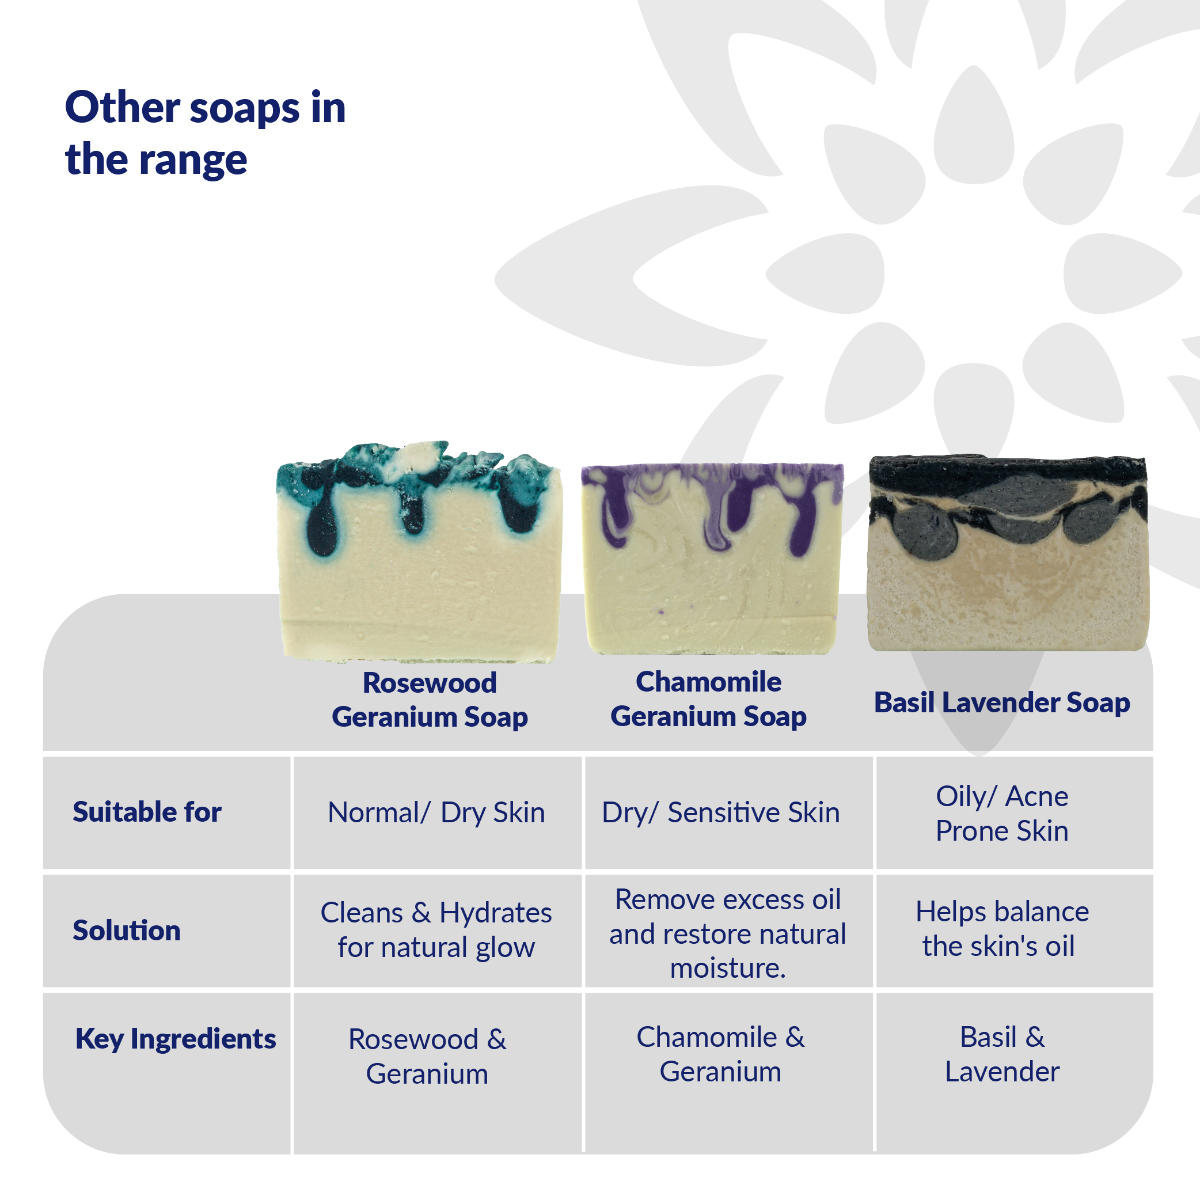 Other soaps in
the range
Rosewood
Geranium Soap
Chamomile
Geranium Soap
Basil Lavender Soap
Suitable for
Normal/ Dry Skin
Dry/ Sensitive Skin
Oily/ Acne
Prone Skin
Solution
Cleans & Hydrates
for natural glow
Remove excess oil
and restore natural
moisture.
Helps balance
the skin's oil
Key Ingredients
Rosewood &
Geranium
Chamomile &
Geranium
Basil &
Lavender